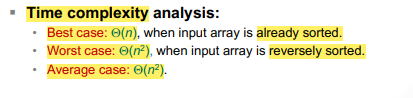 ▪ Time complexity analysis:
• Best case: Θ(n), when input array is already sorted.
• Worst case: Θ(n²), when input array is reversely sorted.
• Average case: Θ(n²).